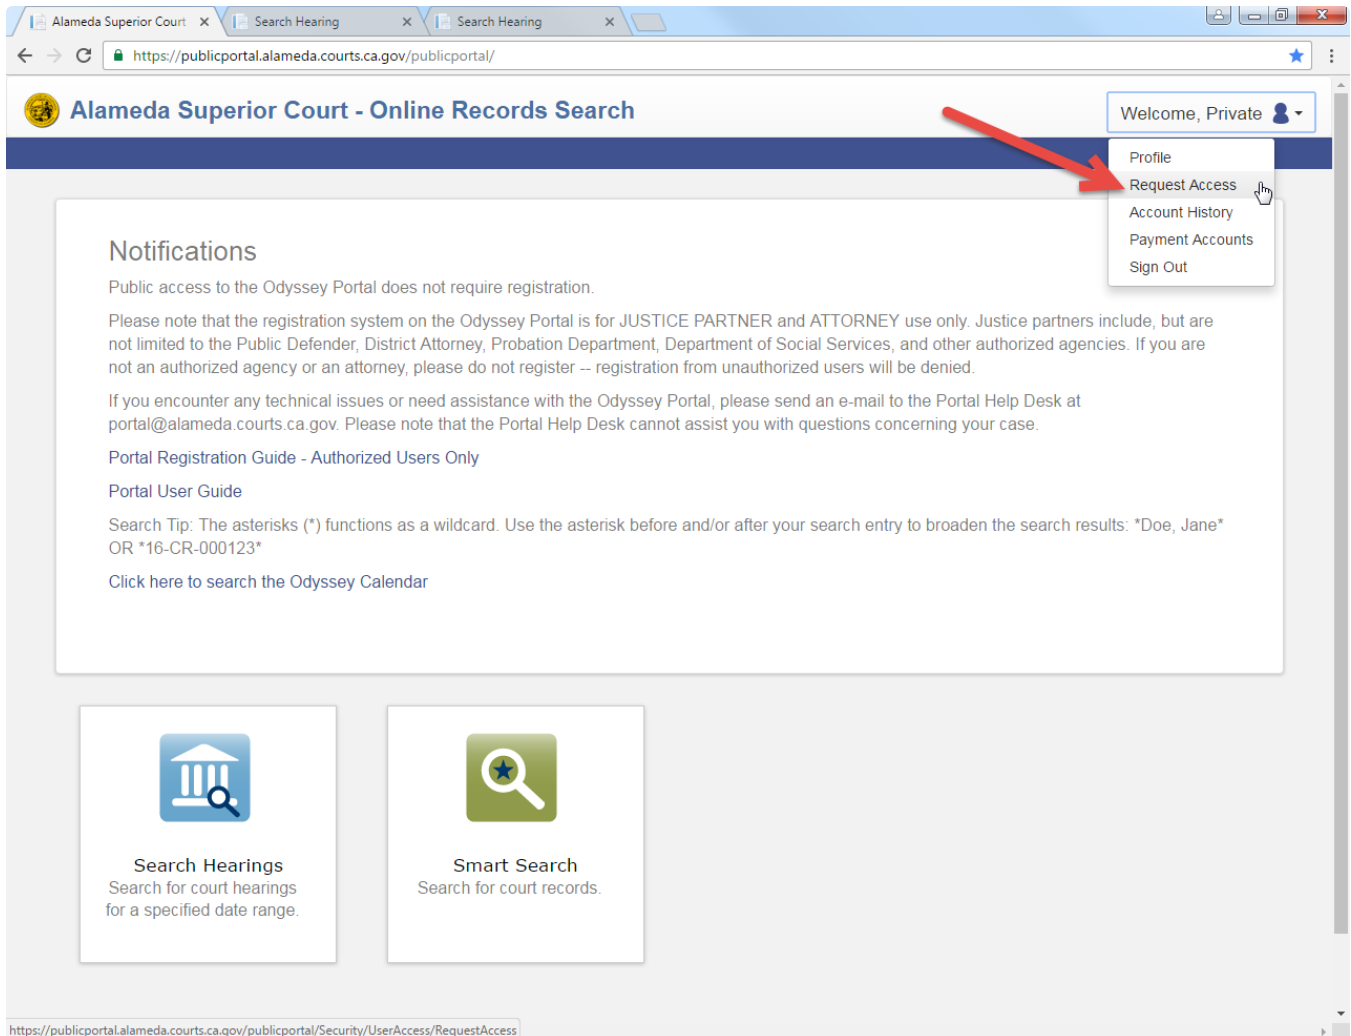 Alameda Superior Court
Search Hearing
Search Hearing
https://publicportal.alameda.courts.ca.gov/publicportal/
Alameda Superior Court - Online Records Search
Welcome, Private
Profile
Request Access
Account History
Payment Accounts
Sign Out
Notifications
Public access to the Odyssey Portal does not require registration.
Please note that the registration system on the Odyssey Portal is for JUSTICE PARTNER and ATTORNEY use only. Justice partners include, but are
not limited to the Public Defender, District Attorney, Probation Department, Department of Social Services, and other authorized agencies. If you are
not an authorized agency or an attorney, please do not register -- registration from unauthorized users will be denied.
If you encounter any technical issues or need assistance with the Odyssey Portal, please send an e-mail to the Portal Help Desk at
portal@alameda.courts.ca.gov. Please note that the Portal Help Desk cannot assist you with questions concerning your case.
Portal Registration Guide - Authorized Users Only
Portal User Guide
Search Tip: The asterisks (*) functions as a wildcard. Use the asterisk before and/or after your search entry to broaden the search results: *Doe, Jane*
OR *16-CR-000123*
Click here to search the Odyssey Calendar
Search Hearings
Search for court hearings
for a specified date range.
Smart Search
Search for court records.
https://publicportal.alameda.courts.ca.gov/publicportal/Security/UserAccess/RequestAccess